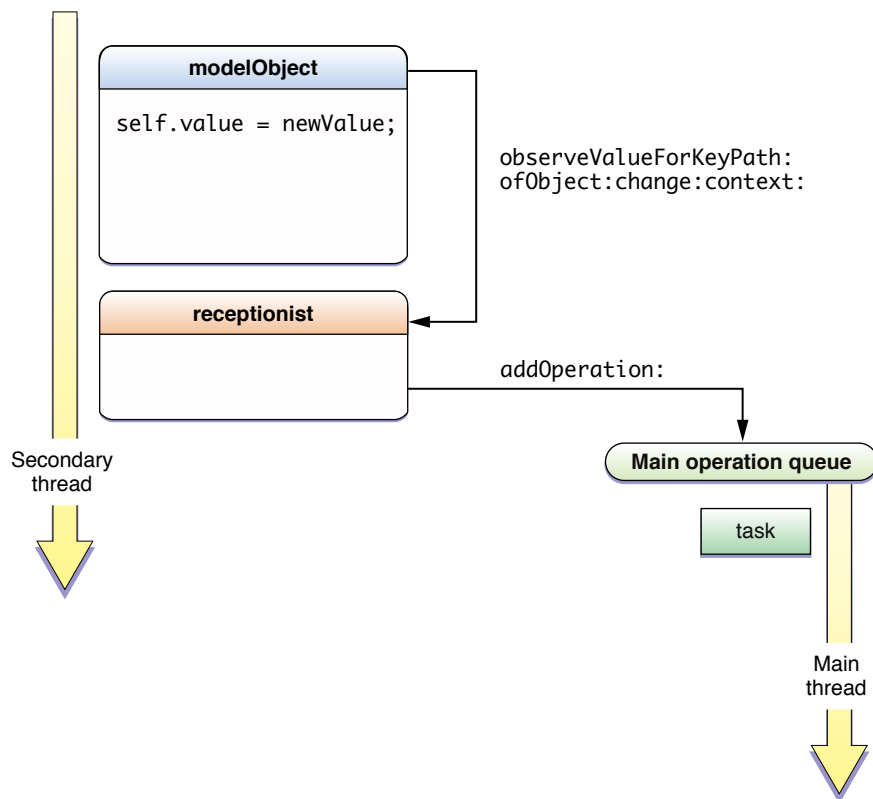 modelObject
self.value = newValue;
observeValueForKeyPath:
ofObject:change:context:
receptionist
addOperation:
Secondary
thread
Main operation queue
task
Main
thread